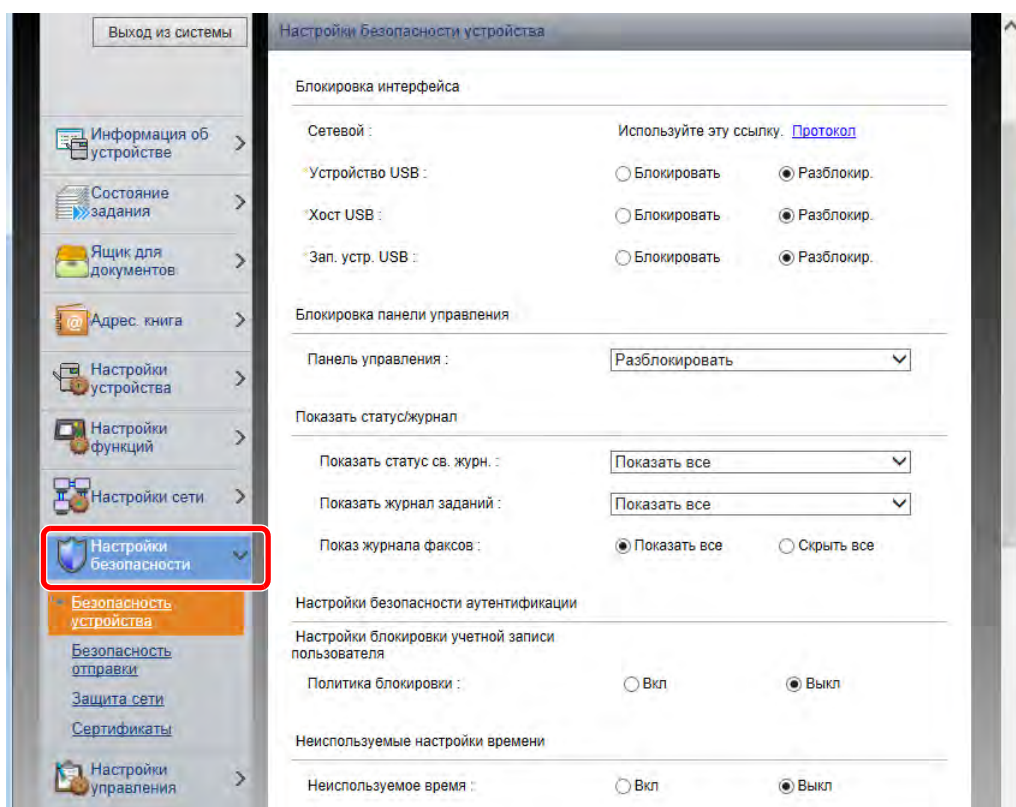 Выход из системы
Настройки безопасности устройства
Блокировка интерфейса
Сетевой : Используйте эту ссылку. Протокол
*Устройство USB : Блокировать Разблокир.
*Хост USB : Блокировать Разблокир.
*Зап. устр. USB : Блокировать Разблокир.
Блокировка панели управления
Панель управления : Разблокировать
Показать статус/журнал
Показать статус св. журн. : Показать все
Показать журнал заданий : Показать все
Показ журнала факсов : Показать все Скрыть все
Настройки безопасности аутентификации
Настройки блокировки учетной записи
пользователя
Политика блокировки : Вкл Выкл
Неиспользуемые настройки времени
Неиспользуемое время : Вкл Выкл
Информация об
устройстве
Состояние
задания
Ящик для
документов
Адрес. книга
Настройки
устройства
Настройки
функций
Настройки сети
Настройки
безопасности
Безопасность
устройства
Безопасность
отправки
Защита сети
Сертификаты
Настройки
управления